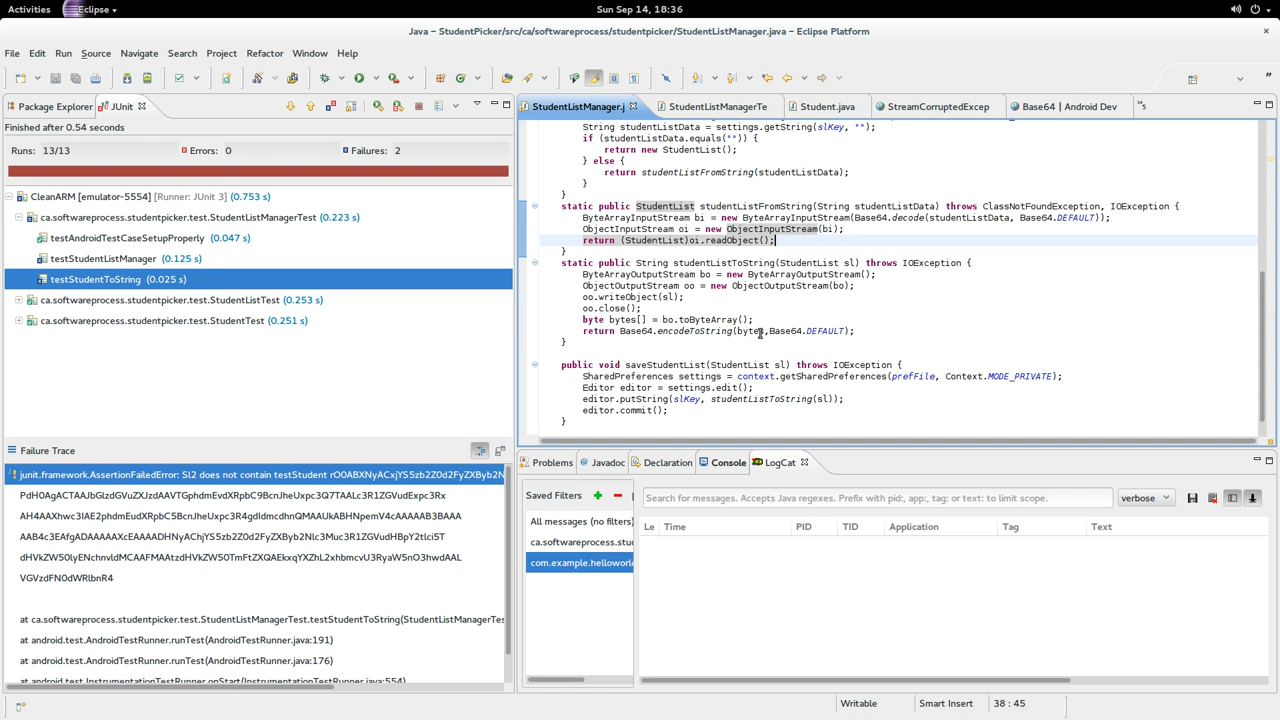 Activities Eclipse Sun Sep 14, 18:36
Java – StudentPicker/src/ca/softwareprocess/studentpicker/StudentListManager.java – Eclipse Platform
File Edit Run Source Navigate Search Project Refactor Window Help
Package Explorer JUnit
Finished after 0.54 seconds
Runs: 13/13 Errors: 0 Failures: 2
CleanARM [emulator-5554] [Runner: JUnit 3] (0.753 s)
ca.softwareprocess.studentpicker.test.StudentListManagerTest (0.223 s)
testAndroidTestCaseSetupProperly (0.047 s)
testStudentListManager (0.125 s)
testStudentToString (0.025 s)
ca.softwareprocess.studentpicker.test.StudentListTest (0.253 s)
ca.softwareprocess.studentpicker.test.StudentTest (0.251 s)
Failure Trace
junit.framework.AssertionFailedError: Sl2 does not contain testStudent
at ca.softwareprocess.studentpicker.test.StudentListManagerTest.testStudentToString(StudentListManagerTes
at android.test.AndroidTestRunner.runTest(AndroidTestRunner.java:191)
at android.test.AndroidTestRunner.runTest(AndroidTestRunner.java:176)
at android.test.InstrumentationTestRunner.onStart(InstrumentationTestRunner.java:554)
StudentListManager.j StudentListManagerTe Student.java StreamCorruptedExcep Base64 | Android Dev »5
String studentListData = settings.getString(slKey, "");
if (studentListData.equals("")) {
return new StudentList();
} else {
return studentListFromString(studentListData);
}
}
static public StudentList studentListFromString(String studentListData) throws ClassNotFoundException, IOException {
ByteArrayInputStream bi = new ByteArrayInputStream(Base64.decode(studentListData, Base64.DEFAULT));
ObjectInputStream oi = new ObjectInputStream(bi);
return (StudentList)oi.readObject();
}
static public String studentListToString(StudentList sl) throws IOException {
ByteArrayOutputStream bo = new ByteArrayOutputStream();
ObjectOutputStream oo = new ObjectOutputStream(bo);
oo.writeObject(sl);
oo.close();
byte bytes[] = bo.toByteArray();
return Base64.encodeToString(bytes,Base64.DEFAULT);
}
public void saveStudentList(StudentList sl) throws IOException {
SharedPreferences settings = context.getSharedPreferences(prefFile, Context.MODE_PRIVATE);
Editor editor = settings.edit();
editor.putString(slKey, studentListToString(sl));
editor.commit();
}
Problems Javadoc Declaration Console LogCat
Saved Filters Search for messages. Accepts Java regexes. Prefix with pid:, app:, tag: or text: to limit scope. verbose
All messages (no filters)
ca.softwareprocess.stud
com.example.helloworld
Le Time PID TID Application Tag Text
Writable Smart Insert 38 : 45